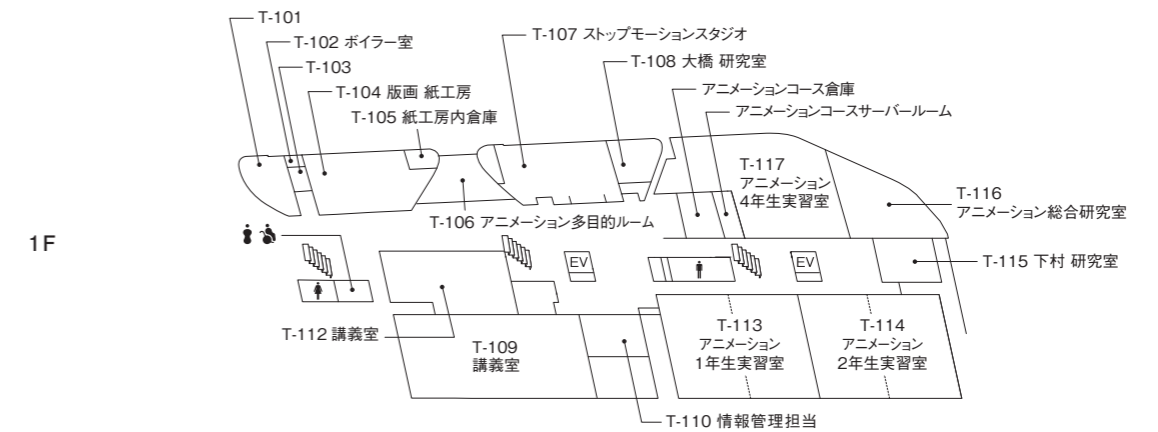 T-101
T-102 ボイラー室
T-103
T-104 版画 紙工房
T-105 紙工房内倉庫
T-107 ストップモーションスタジオ
T-108 大橋 研究室
アニメーションコース倉庫
アニメーションコースサーバールーム
T-117
アニメーション
4年生実習室
T-116
アニメーション総合研究室
T-106 アニメーション多目的ルーム
1F
EV
EV
T-115 下村 研究室
T-112 講義室
T-109
講義室
T-113
アニメーション
1年生実習室
T-114
アニメーション
2年生実習室
T-110 情報管理担当